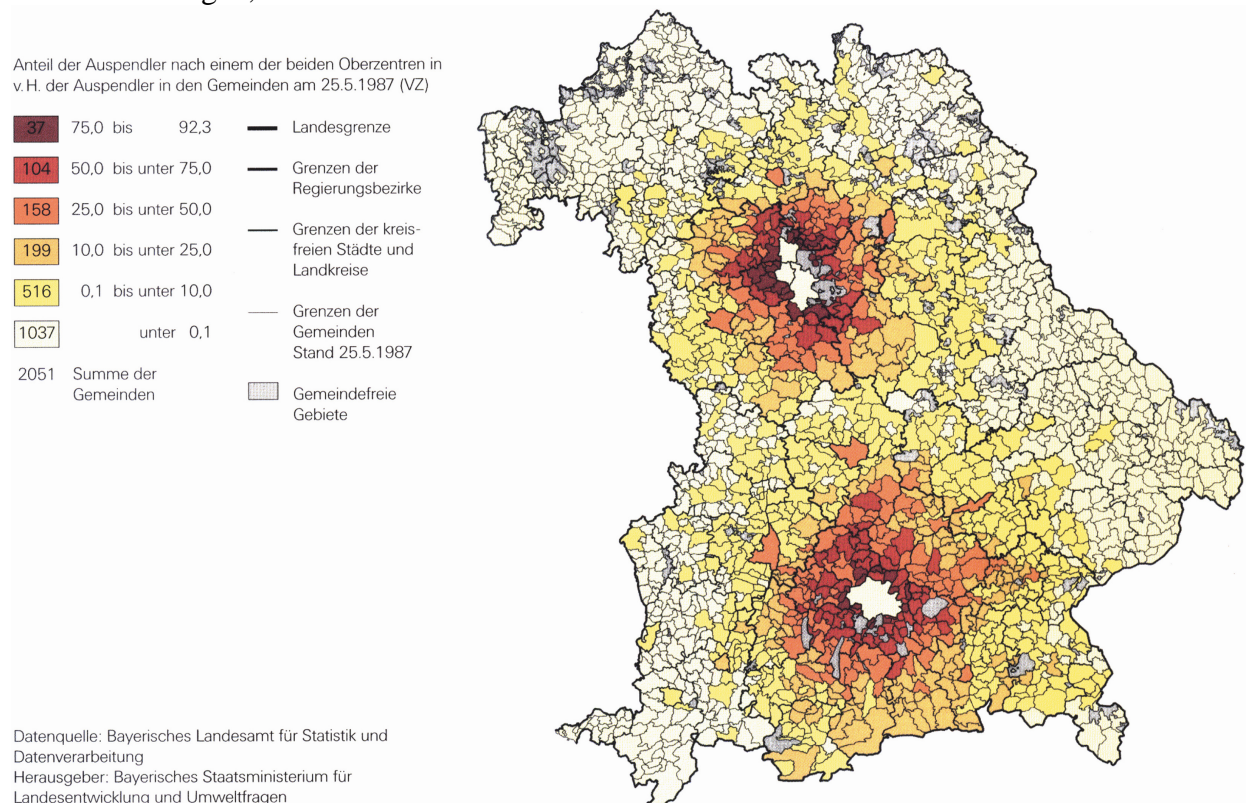 Anteil der Auspendler nach einem der beiden Oberzentren in
v. H. der Auspendler in den Gemeinden am 25.5.1987 (VZ)
37 75,0 bis 92,3
104 50,0 bis unter 75,0
158 25,0 bis unter 50,0
199 10,0 bis unter 25,0
516 0,1 bis unter 10,0
1037 unter 0,1
2051 Summe der
Gemeinden
Landesgrenze
Grenzen der
Regierungsbezirke
Grenzen der kreis-
freien Städte und
Landkreise
Grenzen der
Gemeinden
Stand 25.5.1987
Gemeindefreie
Gebiete
Datenquelle: Bayerisches Landesamt für Statistik und
Datenverarbeitung
Herausgeber: Bayerisches Staatsministerium für
Landesentwicklung und Umweltfragen